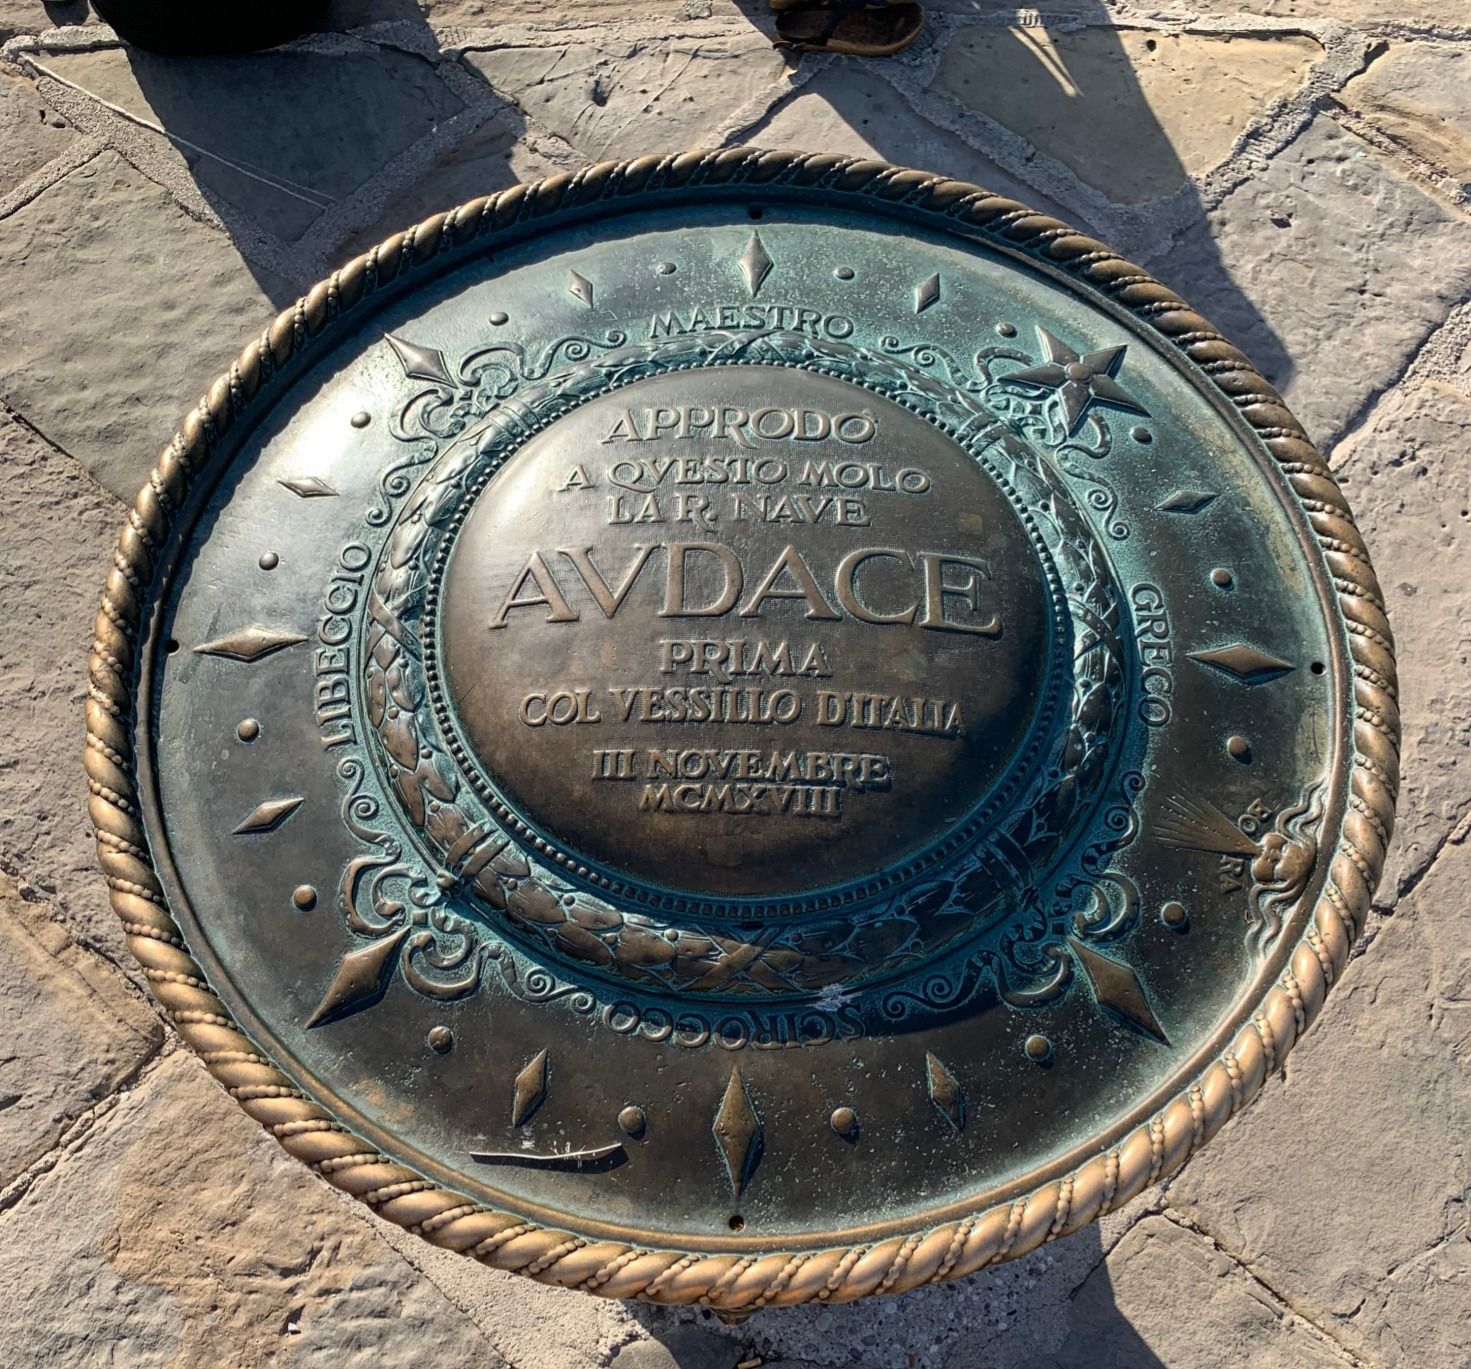 MAESTRO
APPRODÒ
A QVESTO MOLO
LA R. NAVE
AVDACE
PRIMA
COL VESSILLO D'ITALIA
III NOVEMBRE
MCMXVIII
LIBECCIO
GRECO
BORA
SCIROCCO